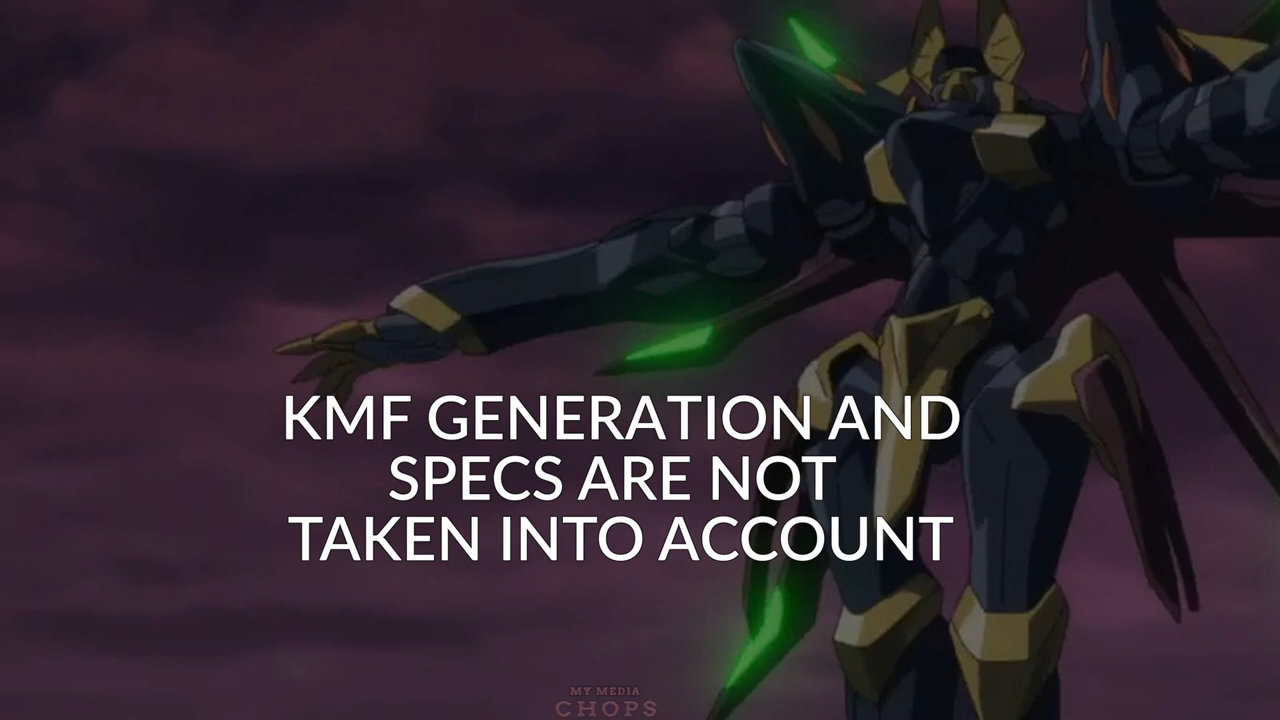 KMF GENERATION AND
SPECS ARE NOT
TAKEN INTO ACCOUNT
MY MEDIA
CHOPS